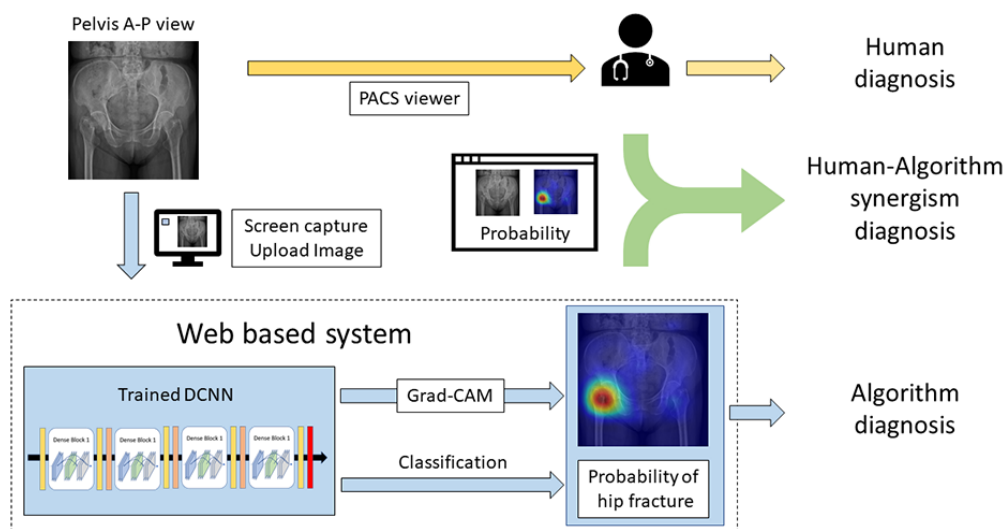 Pelvis A-P view
PACS viewer
Human
diagnosis
Screen capture
Upload Image
Probability
Human-Algorithm
synergism
diagnosis
Web based system
Trained DCNN
Dense Block 1
Dense Block 1
Dense Block 1
Dense Block 1
Grad-CAM
Classification
Probability of
hip fracture
Algorithm
diagnosis